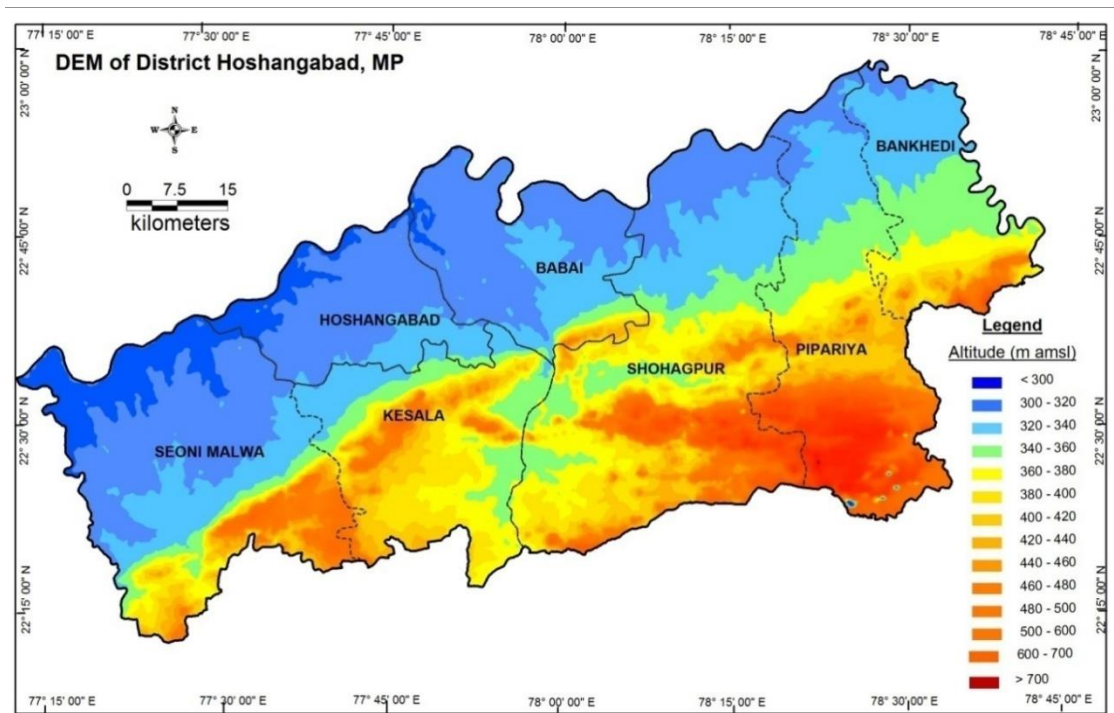 77° 15' 00" E
77° 30' 00" E
77° 45' 00" E
78° 00' 00" E
78° 15' 00" E
78° 30' 00" E
78° 45' 00" E
DEM of District Hoshangabad, MP
N
W E
S
0 7.5 15
kilometers
23° 00' 00" N
23° 00' 00" N
22° 45' 00" N
22° 45' 00" N
22° 30' 00" N
22° 30' 00" N
22° 15' 00" N
22° 15' 00" N
BANKHEDI
BABAI
HOSHANGABAD
SHOHAGPUR
PIPARIYA
KESALA
SEONI MALWA
Legend
Altitude (m amsl)
< 300
300 - 320
320 - 340
340 - 360
360 - 380
380 - 400
400 - 420
420 - 440
440 - 460
460 - 480
480 - 500
500 - 600
600 - 700
> 700
77° 15' 00" E
77° 30' 00" E
77° 45' 00" E
78° 00' 00" E
78° 15' 00" E
78° 30' 00" E
78° 45' 00" E